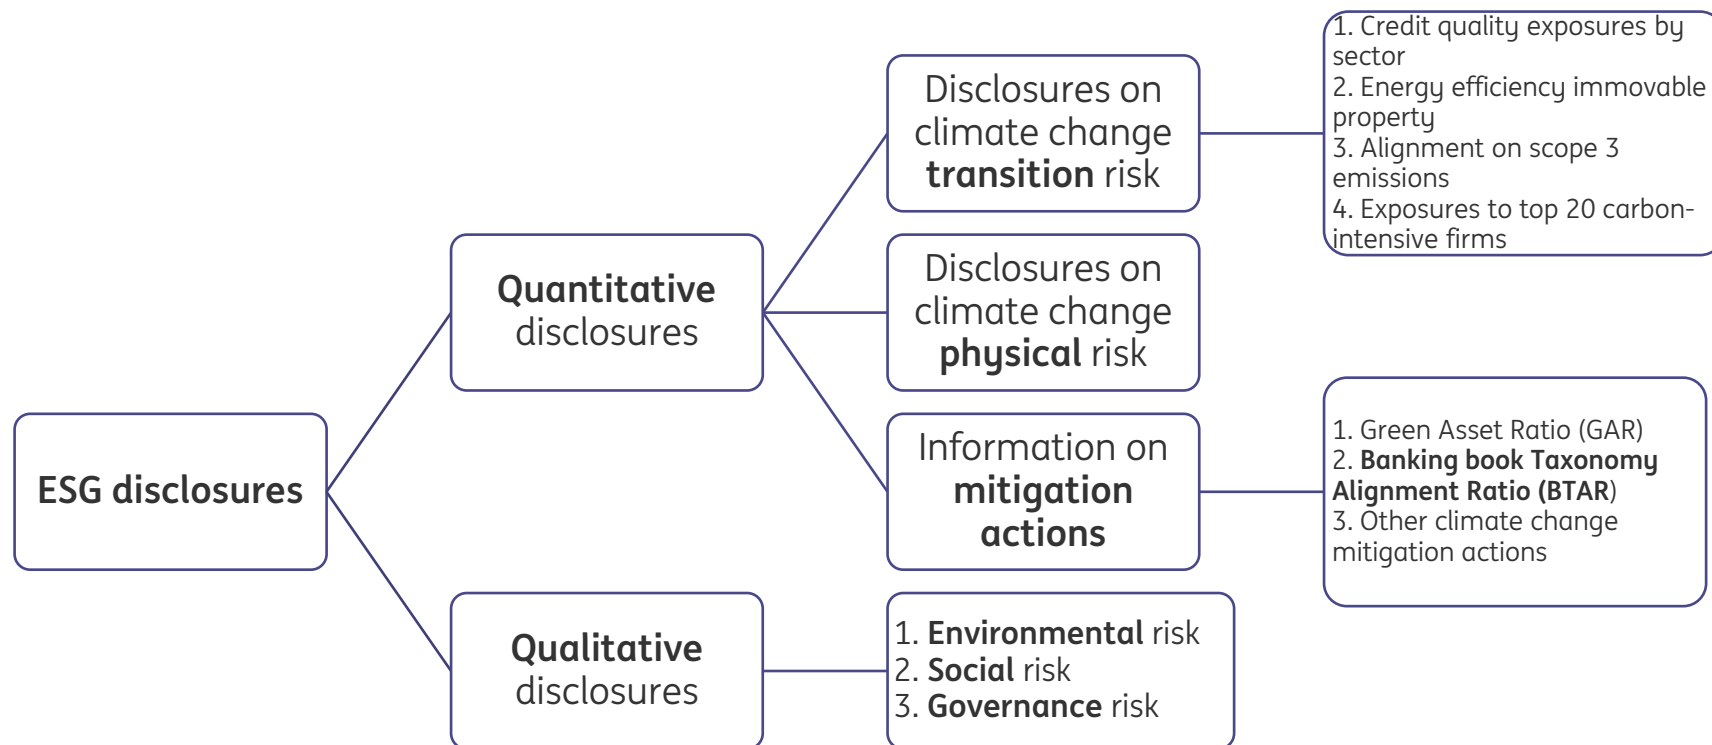 ESG disclosures
Quantitative
disclosures
Qualitative
disclosures
Disclosures on
climate change
transition risk
Disclosures on
climate change
physical risk
Information on
mitigation
actions
1. Environmental risk
2. Social risk
3. Governance risk
1. Credit quality exposures by
sector
2. Energy efficiency immovable
property
3. Alignment on scope 3
emissions
4. Exposures to top 20 carbon-
intensive firms
1. Green Asset Ratio (GAR)
2. Banking book Taxonomy
Alignment Ratio (BTAR)
3. Other climate change
mitigation actions